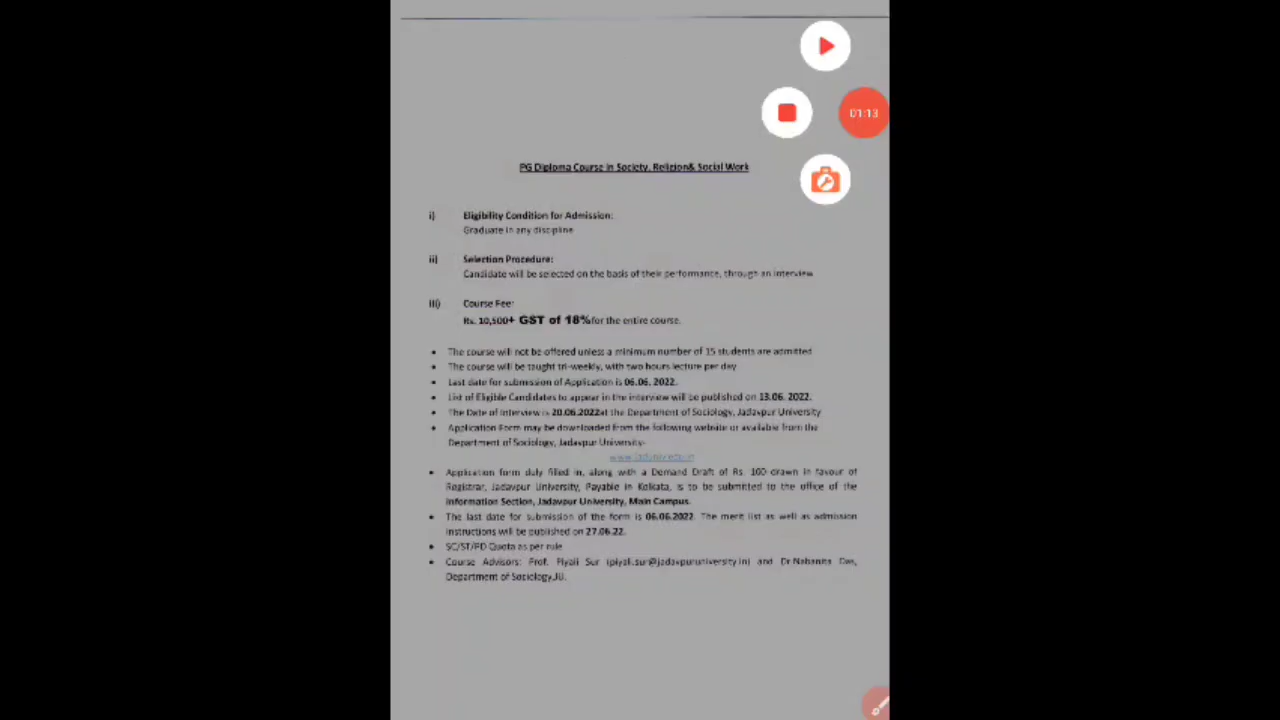 01:13
PG Diploma Course in Society, Religion& Social Work
i) Eligibility Condition for Admission:
Graduate in any discipline
ii) Selection Procedure:
Candidate will be selected on the basis of their performance, through an interview
iii) Course Fee:
Rs. 10,500+ GST of 18%for the entire course.
• The course will not be offered unless a minimum number of 15 students are admitted
• The course will be taught tri-weekly, with two hours lecture per day
• Last date for submission of Application is 06.06. 2022.
• List of Eligible Candidates to appear in the interview will be published on 13.06. 2022.
• The Date of Interview is 20.06.2022at the Department of Sociology, Jadavpur University
• Application Form may be downloaded from the following website or available from the
Department of Sociology, Jadavpur University-
www.jaduniv.edu.in
• Application form duly filled in, along with a Demand Draft of Rs. 100 drawn in favour of
Registrar, Jadavpur University, Payable in Kolkata, is to be submitted to the office of the
Information Section, Jadavpur University, Main Campus.
• The last date for submission of the form is 06.06.2022. The merit list as well as admission
instructions will be published on 27.06.22.
• SC/ST/PD Quota as per rule
• Course Advisors: Prof. Piyali Sur (piyali.sur@jadavpuruniversity.in) and Dr.Nabanita Das,
Department of Sociology,JU.